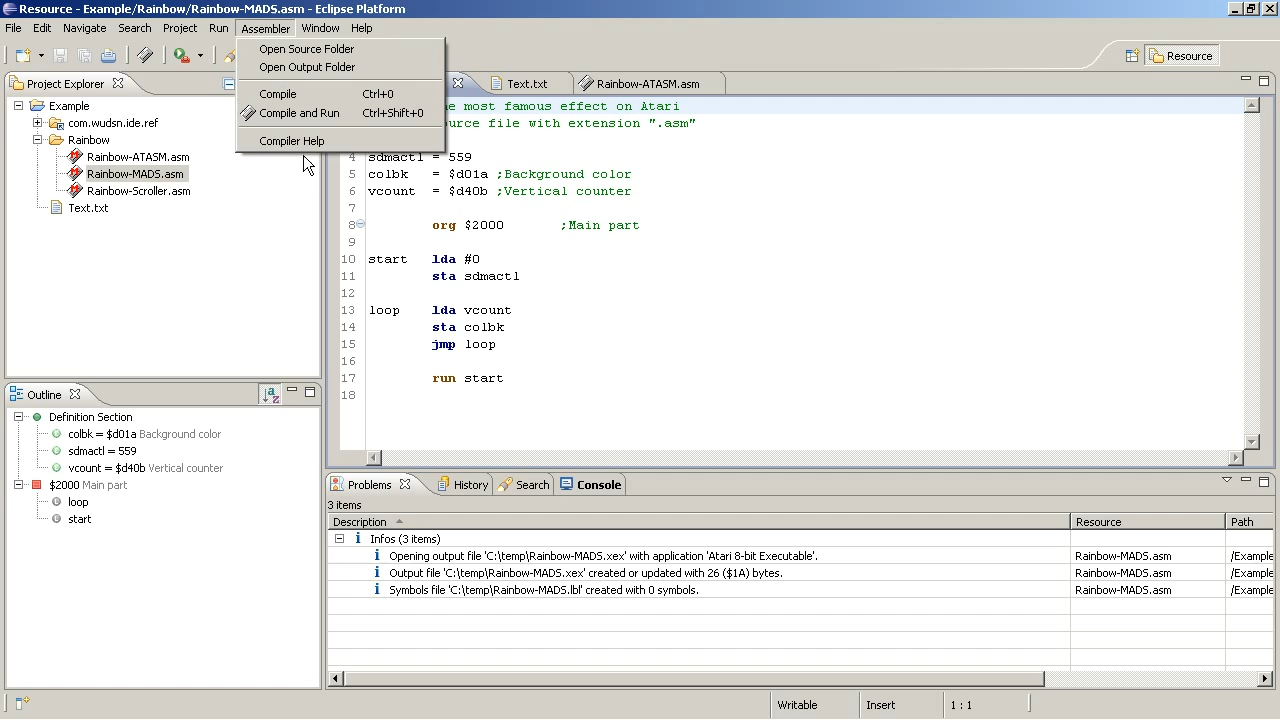 Resource - Example/Rainbow/Rainbow-MADS.asm - Eclipse Platform
File Edit Navigate Search Project Run Assembler Window Help
Open Source Folder
Open Output Folder
Compile Ctrl+0
Compile and Run Ctrl+Shift+0
Compiler Help
Resource
Project Explorer
Example
com.wudsn.ide.ref
Rainbow
Rainbow-ATASM.asm
Rainbow-MADS.asm
Rainbow-Scroller.asm
Text.txt
Text.txt
Rainbow-ATASM.asm
most famous effect on Atari
file with extension ".asm"
4 sdmactl = 559
5 colbk = $d01a ;Background color
6 vcount = $d40b ;Vertical counter
7
8 org $2000 ;Main part
9
10 start lda #0
11 sta sdmactl
12
13 loop lda vcount
14 sta colbk
15 jmp loop
16
17 run start
18
Outline
Definition Section
colbk = $d01a Background color
sdmactl = 559
vcount = $d40b Vertical counter
$2000 Main part
loop
start
Problems History Search Console
3 items
Description Resource Path
Infos (3 items)
Opening output file 'C:\temp\Rainbow-MADS.xex' with application 'Atari 8-bit Executable'. Rainbow-MADS.asm /Example
Output file 'C:\temp\Rainbow-MADS.xex' created or updated with 26 ($1A) bytes. Rainbow-MADS.asm /Example
Symbols file 'C:\temp\Rainbow-MADS.lbl' created with 0 symbols. Rainbow-MADS.asm /Example
Writable Insert 1 : 1